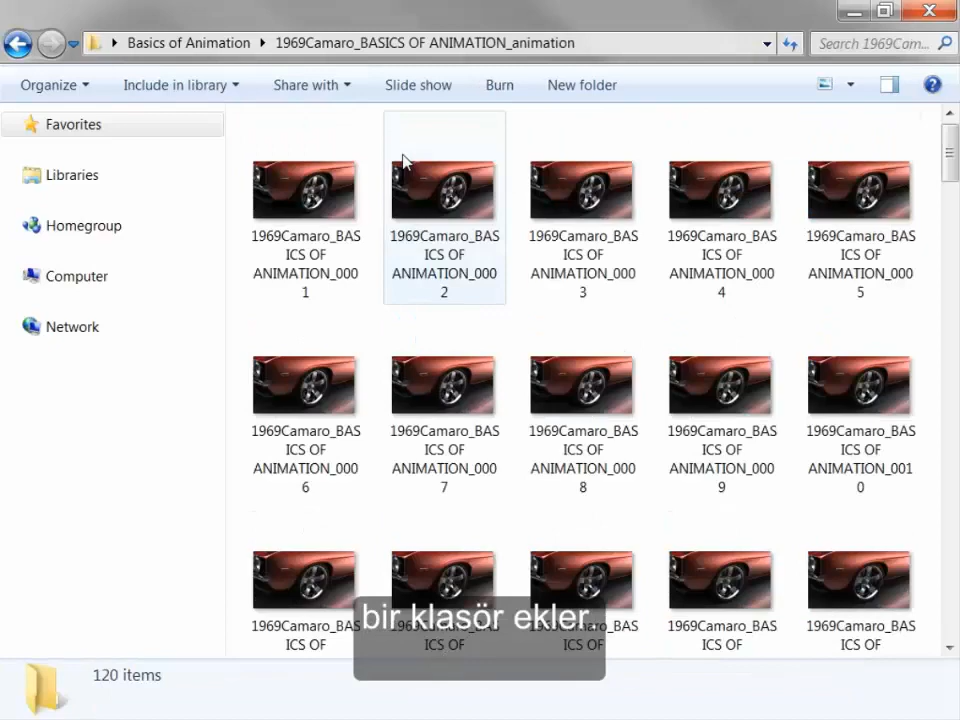 Basics of Animation 1969Camaro_BASICS OF ANIMATION_animation Search 1969Cam...
Organize Include in library Share with Slide show Burn New folder
Favorites
Libraries
Homegroup
Computer
Network
1969Camaro_BAS 1969Camaro_BAS 1969Camaro_BAS 1969Camaro_BAS 1969Camaro_BAS
ICS OF ICS OF ICS OF ICS OF ICS OF
ANIMATION_000 ANIMATION_000 ANIMATION_000 ANIMATION_000 ANIMATION_000
1 2 3 4 5
1969Camaro_BAS 1969Camaro_BAS 1969Camaro_BAS 1969Camaro_BAS 1969Camaro_BAS
ICS OF ICS OF ICS OF ICS OF ICS OF
ANIMATION_000 ANIMATION_000 ANIMATION_000 ANIMATION_000 ANIMATION_001
6 7 8 9 0
1969Camaro_BAS 1969Camaro_BAS 1969Camaro_BAS 1969Camaro_BAS 1969Camaro_BAS
ICS OF ICS OF ICS OF ICS OF ICS OF
bir klasör ekler.
120 items